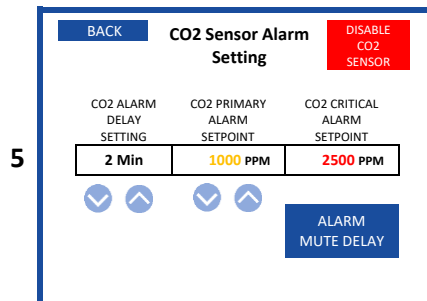 BACK
CO2 Sensor Alarm
Setting
DISABLE
CO2
SENSOR
CO2 ALARM
DELAY
SETTING
CO2 PRIMARY
ALARM
SETPOINT
CO2 CRITICAL
ALARM
SETPOINT
5
2 Min
1000 PPM
2500 PPM
ALARM
MUTE DELAY